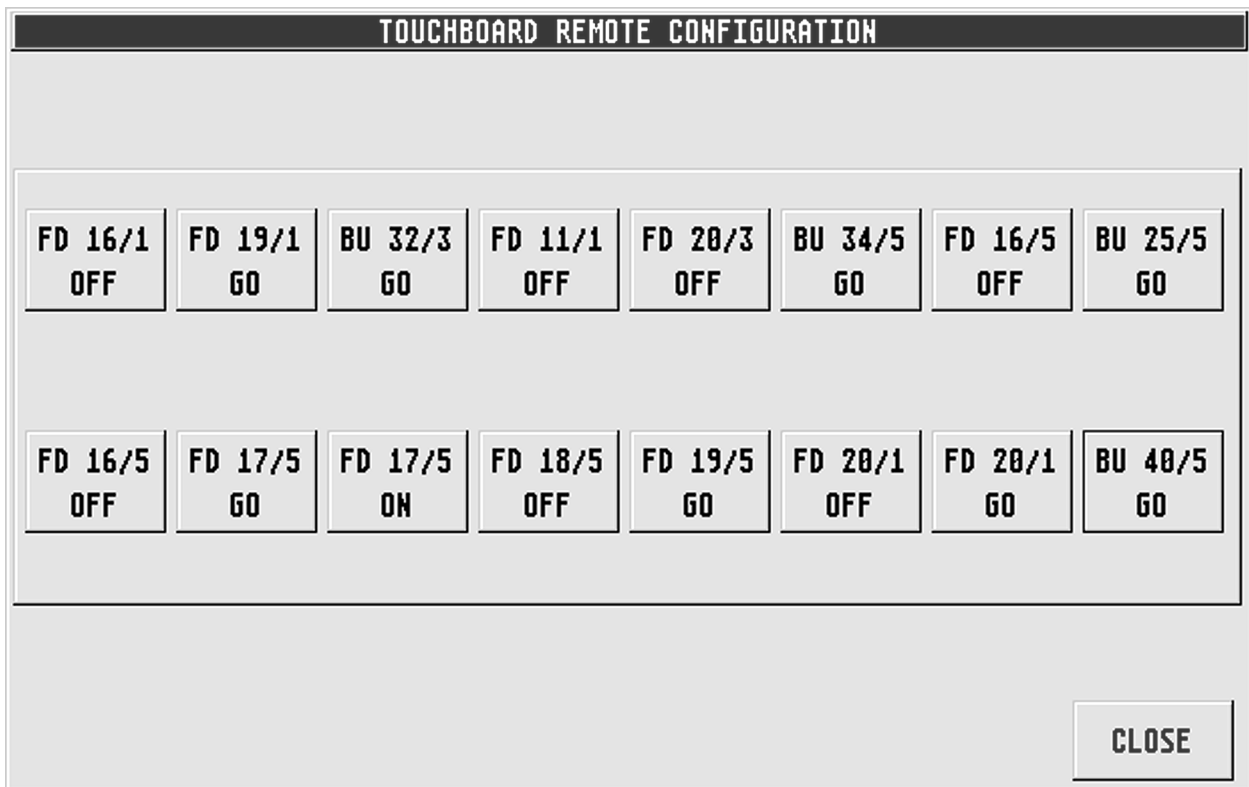 TOUCHBOARD REMOTE CONFIGURATION
FD 16/1 FD 19/1 BU 32/3 FD 11/1 FD 20/3 BU 34/5 FD 16/5 BU 25/5
OFF GO GO OFF OFF GO OFF GO
FD 16/5 FD 17/5 FD 17/5 FD 18/5 FD 19/5 FD 20/1 FD 20/1 BU 40/5
OFF GO ON OFF GO OFF GO GO
CLOSE